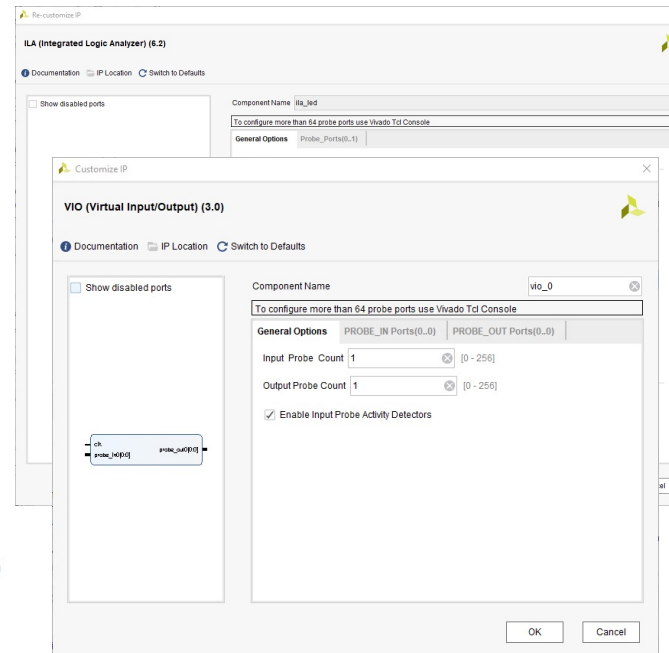 Re-customize IP
ILA (Integrated Logic Analyzer) (6.2)
Documentation IP Location Switch to Defaults
Show disabled ports
Component Name ila_led
To configure more than 64 probe ports use Vivado Tcl Console
General Options Probe_Ports(0..1)
Customize IP
VIO (Virtual Input/Output) (3.0)
Documentation IP Location Switch to Defaults
Show disabled ports
clk
probe_in0[0:0]
probe_out0[0:0]
Component Name vio_0
To configure more than 64 probe ports use Vivado Tcl Console
General Options PROBE_IN Ports(0..0) PROBE_OUT Ports(0..0)
Input Probe Count 1 [0 - 256]
Output Probe Count 1 [0 - 256]
Enable Input Probe Activity Detectors
OK Cancel